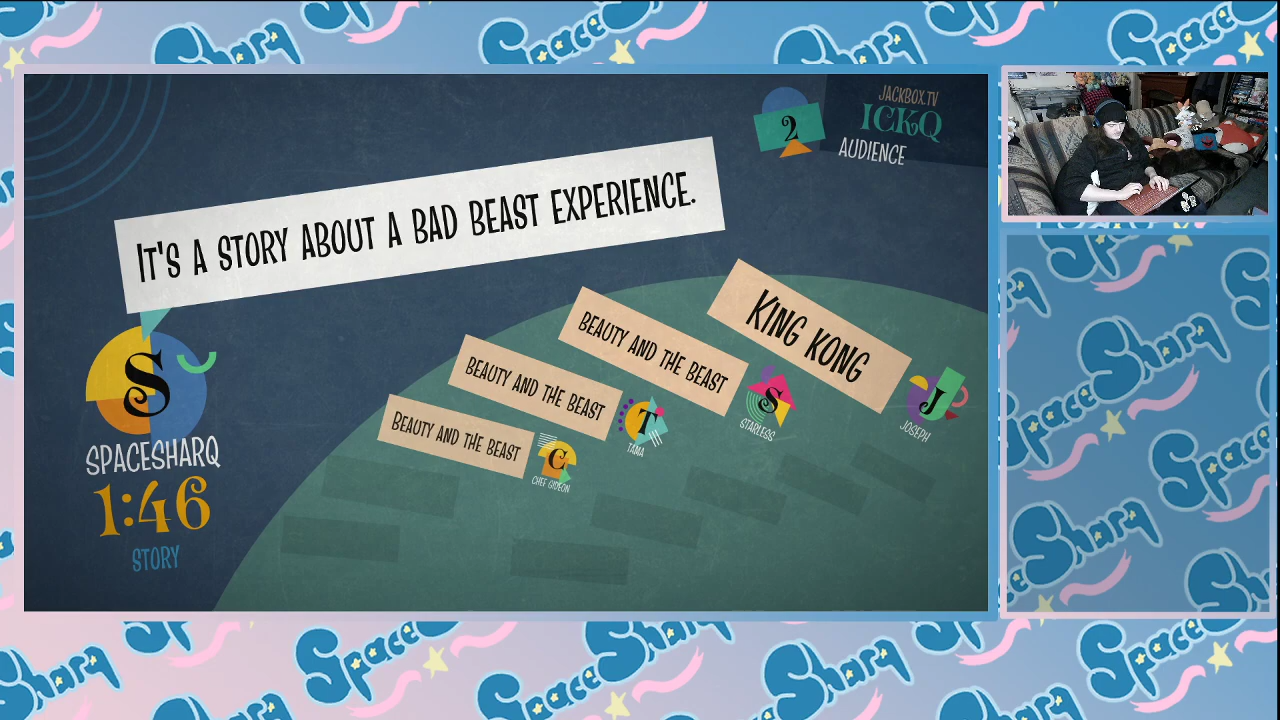 SpaceSharq
JACKBOX.TV
ICKQ
2
AUDIENCE
IT'S A STORY ABOUT A BAD BEAST EXPERIENCE.
KING KONG
J
JOSEPH
BEAUTY AND THE BEAST
S
STARLESS
BEAUTY AND THE BEAST
T
TAMA
BEAUTY AND THE BEAST
C
CHEF GIDEON
S
SPACESHARQ
1:46
STORY